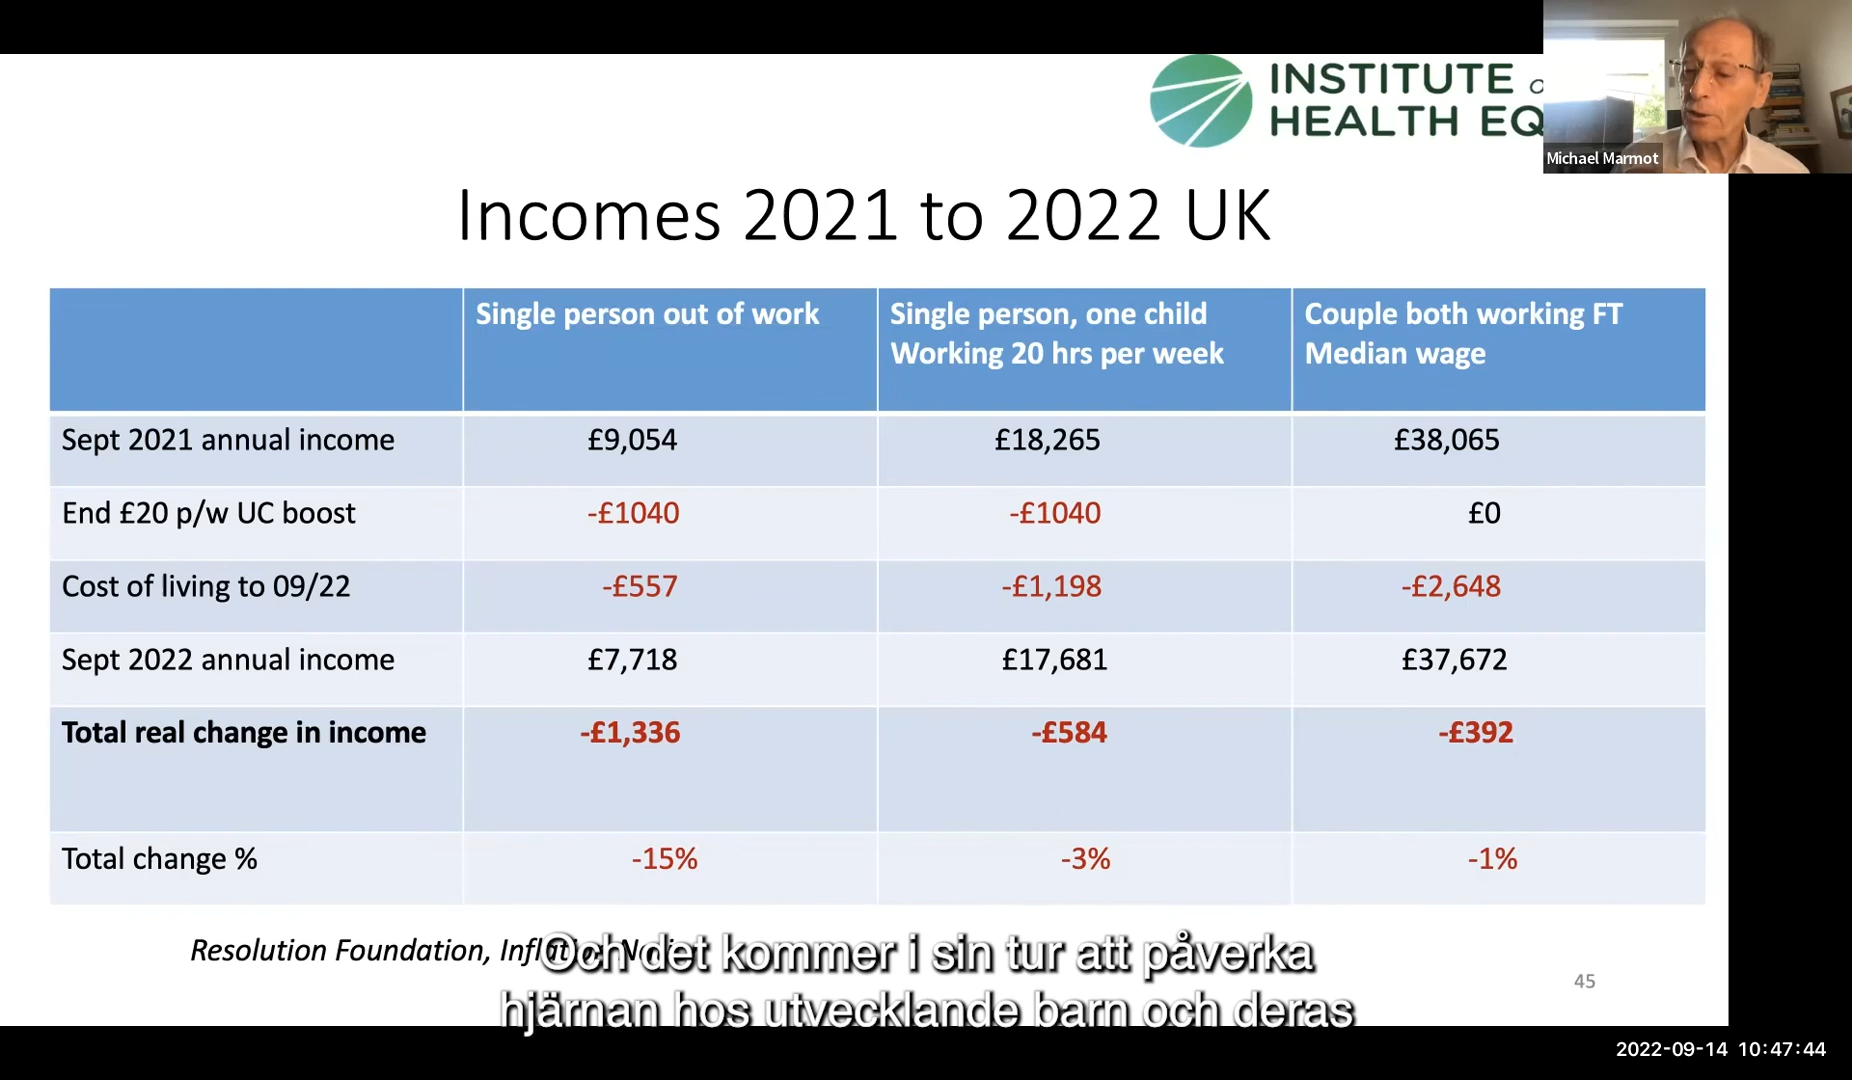 INSTITUTE
HEALTH EQ
Michael Marmot
Incomes 2021 to 2022 UK
Single person out of work
Single person, one child
Working 20 hrs per week
Couple both working FT
Median wage
Sept 2021 annual income £9,054 £18,265 £38,065
End £20 p/w UC boost -£1040 -£1040 £0
Cost of living to 09/22 -£557 -£1,198 -£2,648
Sept 2022 annual income £7,718 £17,681 £37,672
Total real change in income -£1,336 -£584 -£392
Total change % -15% -3% -1%
Resolution Foundation,
Och det kommer i sin tur att påverka
hjärnan hos utvecklande barn och deras
45
2022-09-14 10:47:44